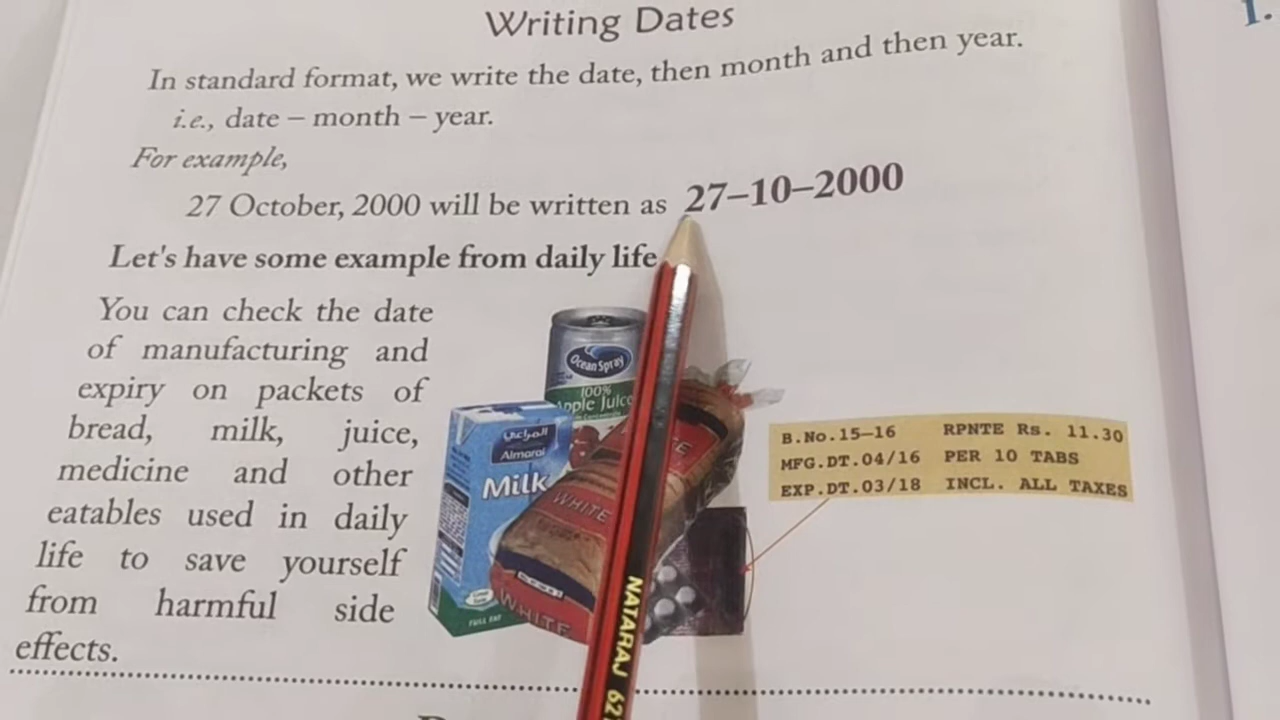 Writing Dates
1.
In standard format, we write the date, then month and then year.
i.e., date – month – year.
For example,
27 October, 2000 will be written as 27–10–2000
Let's have some example from daily life
You can check the date
of manufacturing and
expiry on packets of
bread, milk, juice,
medicine and other
eatables used in daily
life to save yourself
from harmful side
effects.
Ocean Spray
100%
Apple Juice
المراعي
Almarai
Milk
WHITE
WHITE
FULL FAT
B.No.15–16 RPNTE Rs. 11.30
MFG.DT.04/16 PER 10 TABS
EXP.DT.03/18 INCL. ALL TAXES
NATARAJ 621